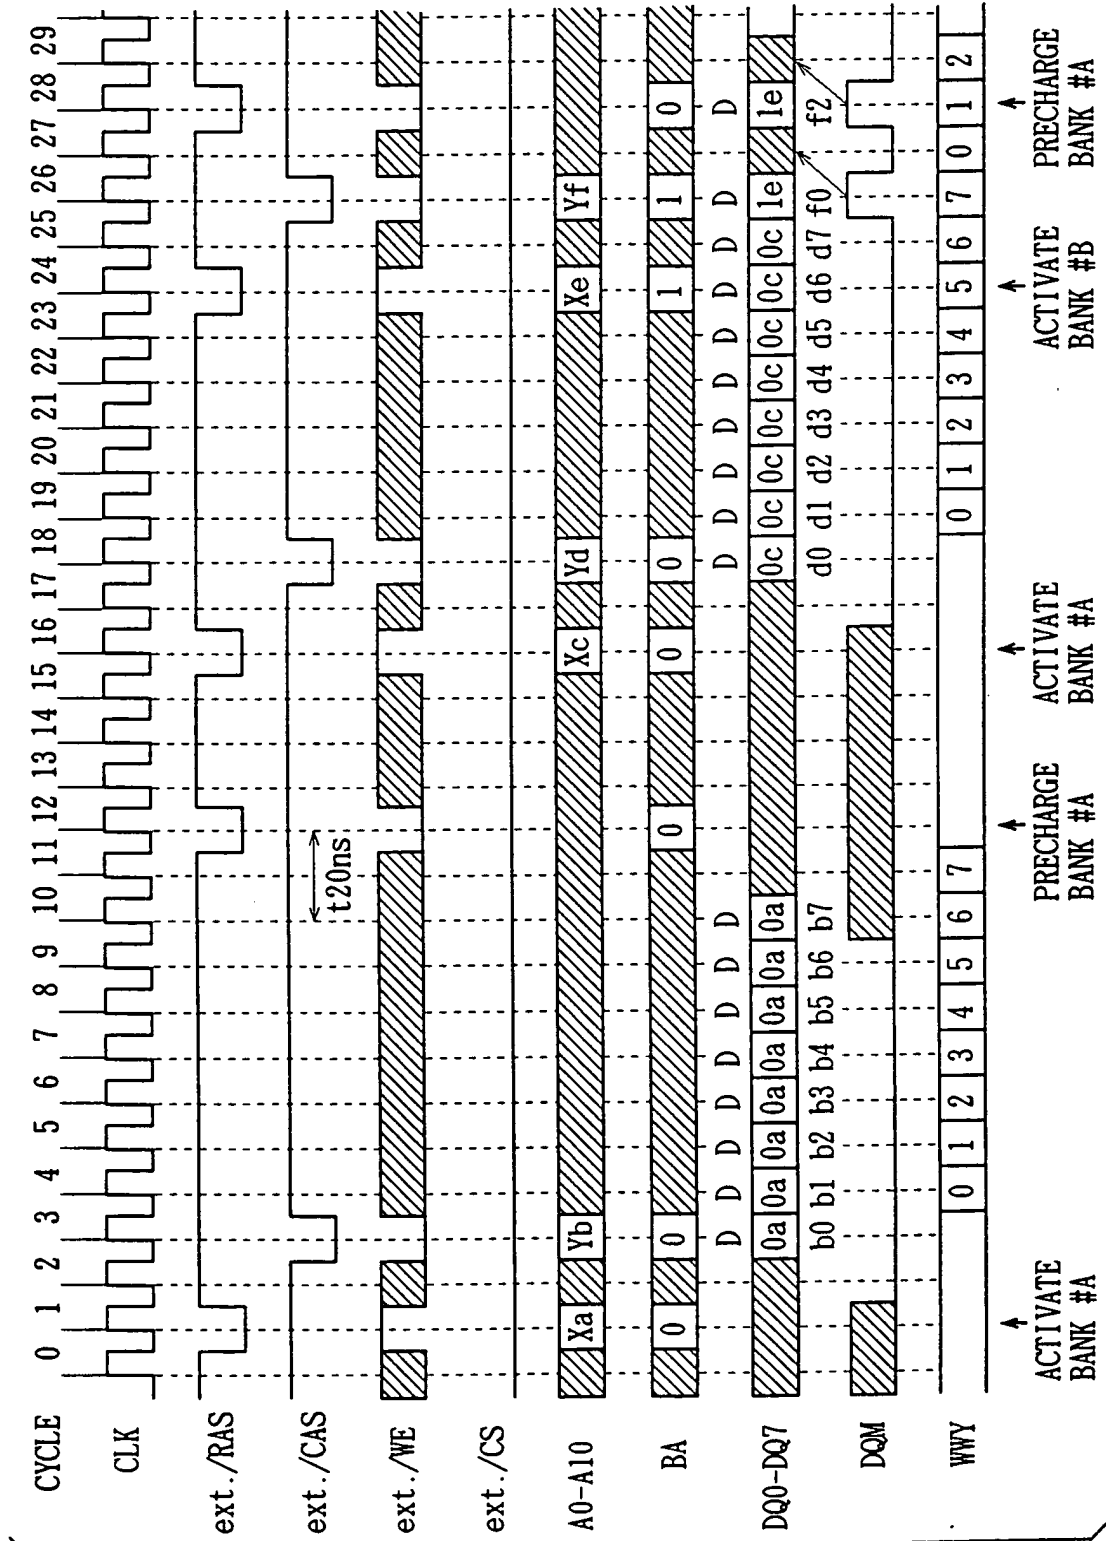 CYCLE 0 1 2 3 4 5 6 7 8 9 10 11 12 13 14 15 16 17 18 19 20 21 22 23 24 25 26 27 28 29
CLK
ext./RAS
ext./CAS
t20ns
ext./WE
ext./CS
A0-A10 Xa Yb Xc Yd Xe Yf
BA 0 0 0 0 0 1 1 0
D D D D D D D D D D D D D D D D D D
DQ0-DQ7 0a 0a 0a 0a 0a 0a 0a 0a 0c 0c 0c 0c 0c 0c 0c 0c 1e 1e
b0 b1 b2 b3 b4 b5 b6 b7 d0 d1 d2 d3 d4 d5 d6 d7 f0 f2
DQM
WWY 0 1 2 3 4 5 6 7 0 1 2 3 4 5 6 7 0 1 2
ACTIVATE BANK #A
PRECHARGE BANK #A
ACTIVATE BANK #A
ACTIVATE BANK #B
PRECHARGE BANK #A